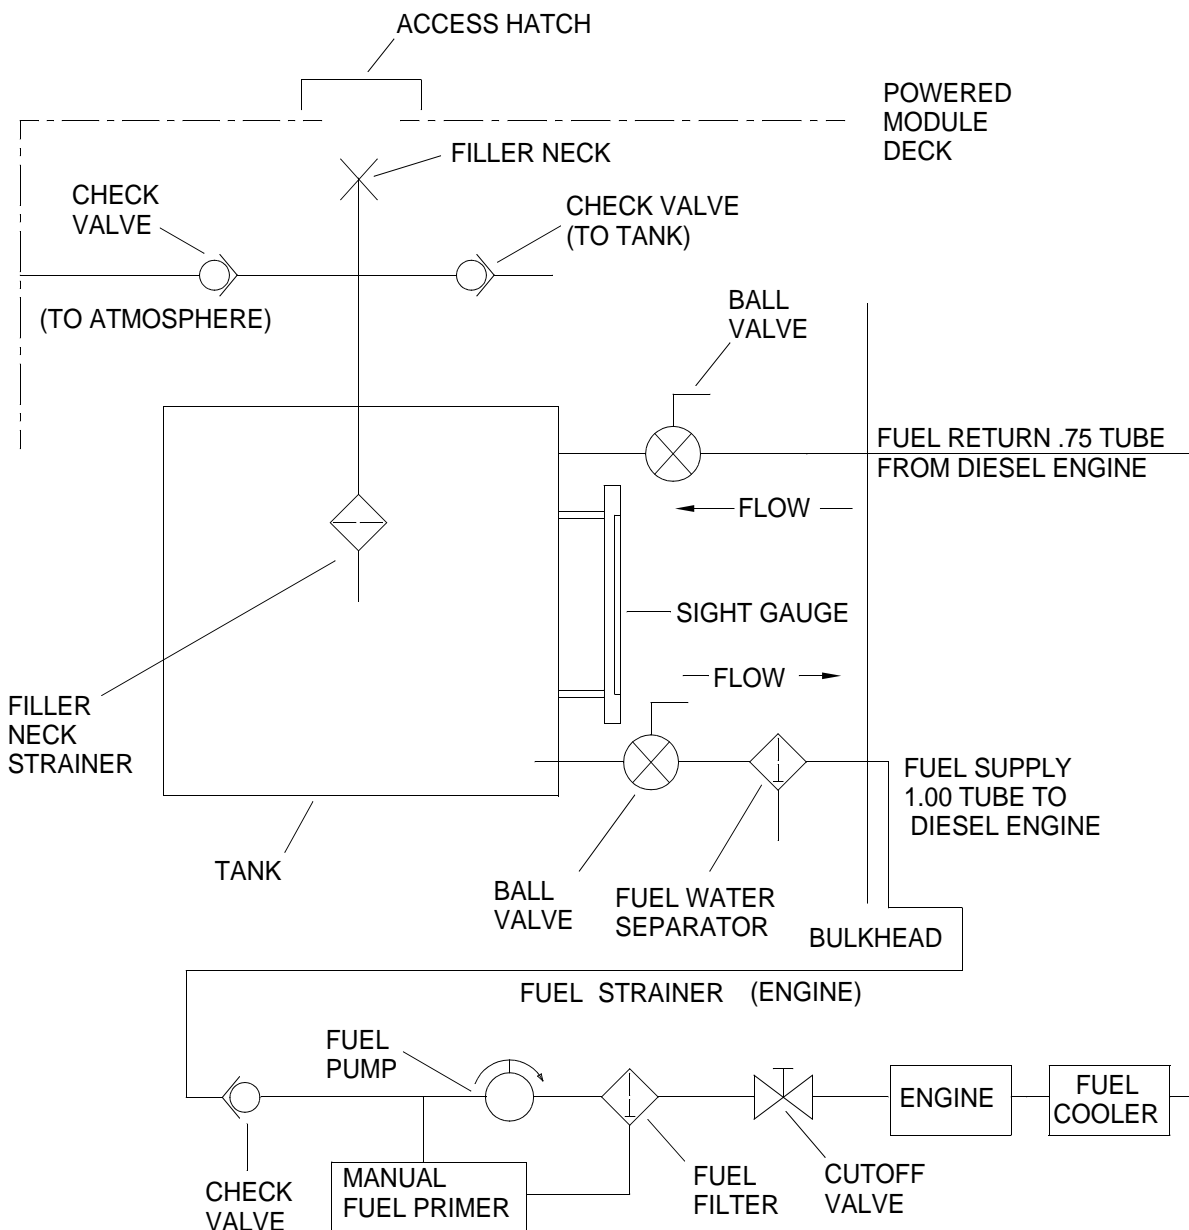 ACCESS HATCH
POWERED
MODULE
DECK
FILLER NECK
CHECK
VALVE
CHECK VALVE
(TO TANK)
(TO ATMOSPHERE)
BALL
VALVE
FUEL RETURN .75 TUBE
FROM DIESEL ENGINE
FLOW
SIGHT GAUGE
FLOW
FILLER
NECK
STRAINER
FUEL SUPPLY
1.00 TUBE TO
DIESEL ENGINE
TANK
BALL
VALVE
FUEL WATER
SEPARATOR
BULKHEAD
FUEL STRAINER (ENGINE)
FUEL
PUMP
ENGINE
FUEL
COOLER
CHECK
VALVE
MANUAL
FUEL PRIMER
FUEL
FILTER
CUTOFF
VALVE